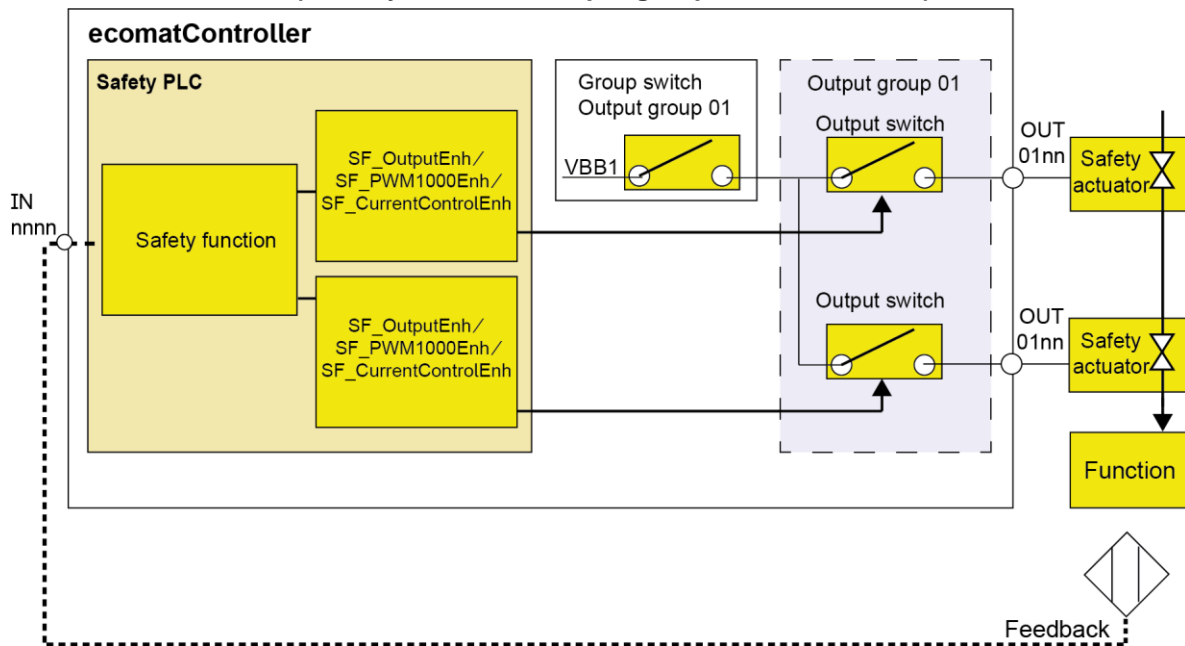 ecomatController
Safety PLC
Group switch
Output group 01
Output group 01
Output switch
OUT
01nn
Safety
actuator
SF_OutputEnh/
SF_PWM1000Enh/
SF_CurrentControlEnh
VBB1
IN
nnnn
Safety function
Output switch
OUT
01nn
Safety
actuator
SF_OutputEnh/
SF_PWM1000Enh/
SF_CurrentControlEnh
Function
Feedback